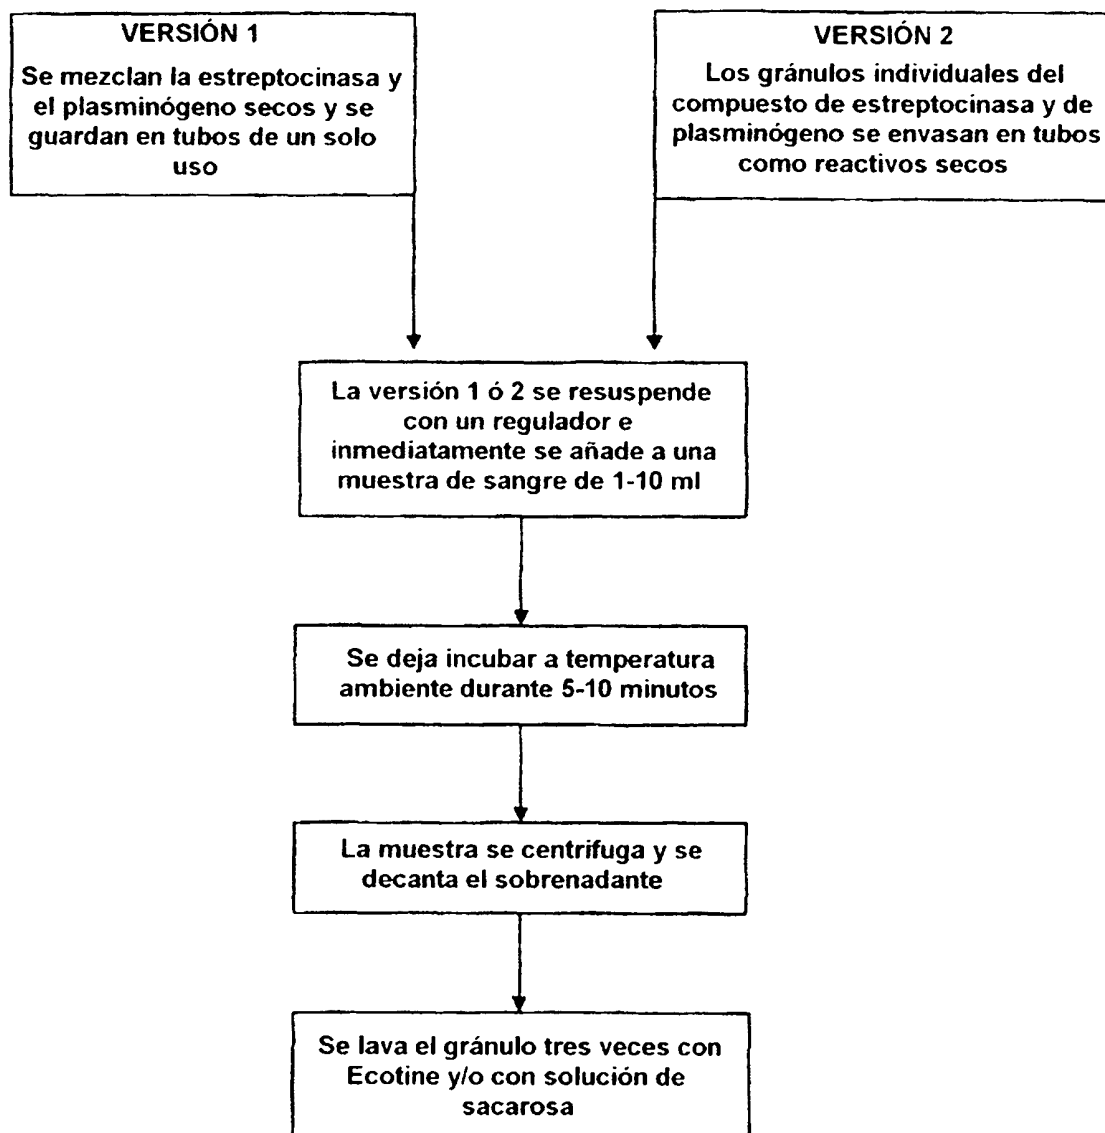 VERSIÓN 1
Se mezclan la estreptocinasa y
el plasminógeno secos y se
guardan en tubos de un solo
uso
VERSIÓN 2
Los gránulos individuales del
compuesto de estreptocinasa y de
plasminógeno se envasan en tubos
como reactivos secos
La versión 1 ó 2 se resuspende
con un regulador e
inmediatamente se añade a una
muestra de sangre de 1-10 ml
Se deja incubar a temperatura
ambiente durante 5-10 minutos
La muestra se centrifuga y se
decanta el sobrenadante
Se lava el gránulo tres veces con
Ecotine y/o con solución de
sacarosa